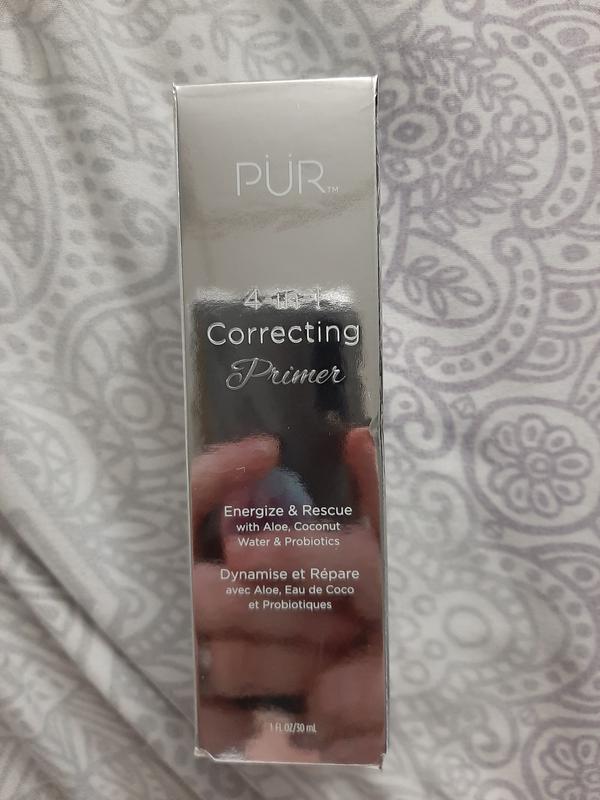 PÜR™
4-in-1
Correcting
Primer
Energize & Rescue
with Aloe, Coconut
Water & Probiotics
Dynamise et Répare
avec Aloe, Eau de Coco
et Probiotiques
1 FL OZ/30 mL